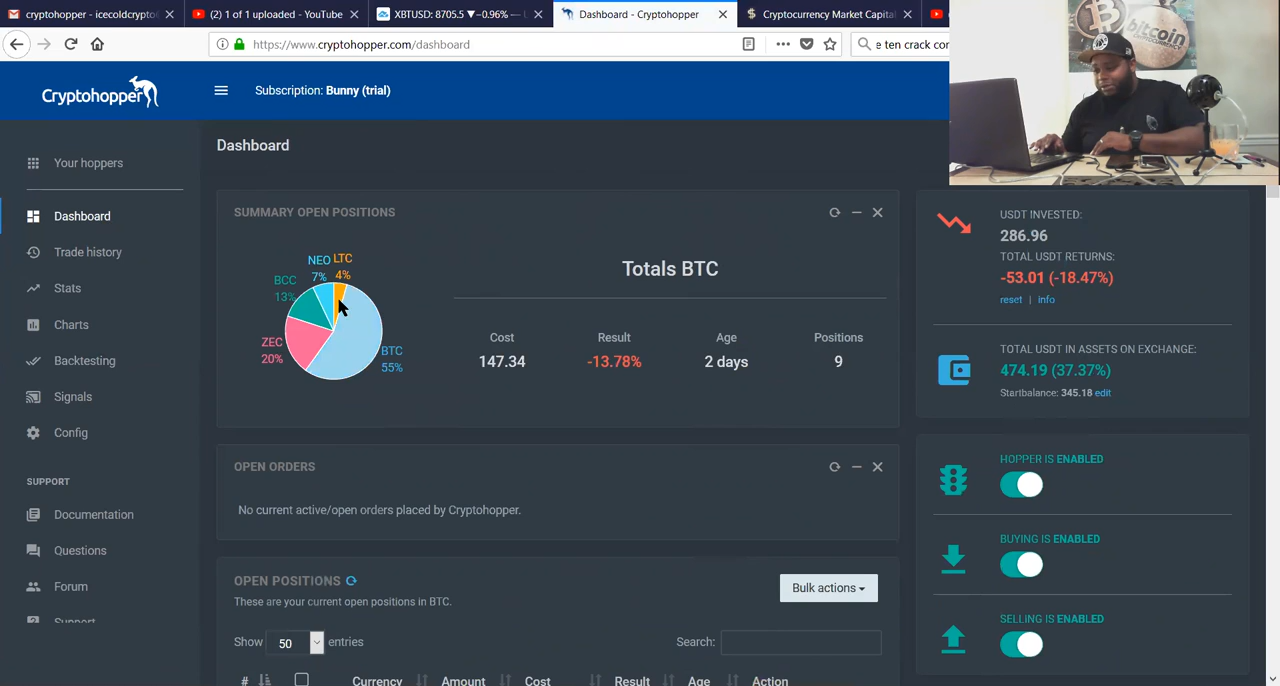 cryptohopper - icecoldcrypto
(2) 1 of 1 uploaded - YouTube
XBTUSD: 8705.5 ▼−0.96% —
Dashboard - Cryptohopper
Cryptocurrency Market Capital
https://www.cryptohopper.com/dashboard
e ten crack con
bitcoin
Cryptohopper
Subscription: Bunny (trial)
Your hoppers
Dashboard
Trade history
Stats
Charts
Backtesting
Signals
Config
SUPPORT
Documentation
Questions
Forum
Support
Dashboard
SUMMARY OPEN POSITIONS
NEO
7%
LTC
4%
BCC
13%
ZEC
20%
BTC
55%
Totals BTC
Cost
Result
Age
Positions
147.34
-13.78%
2 days
9
OPEN ORDERS
No current active/open orders placed by Cryptohopper.
OPEN POSITIONS
These are your current open positions in BTC.
Bulk actions
Show 50 entries
Search:
#
Currency
Amount
Cost
Result
Age
Action
USDT INVESTED:
286.96
TOTAL USDT RETURNS:
-53.01 (-18.47%)
reset | info
TOTAL USDT IN ASSETS ON EXCHANGE:
474.19 (37.37%)
Startbalance: 345.18 edit
HOPPER IS ENABLED
BUYING IS ENABLED
SELLING IS ENABLED